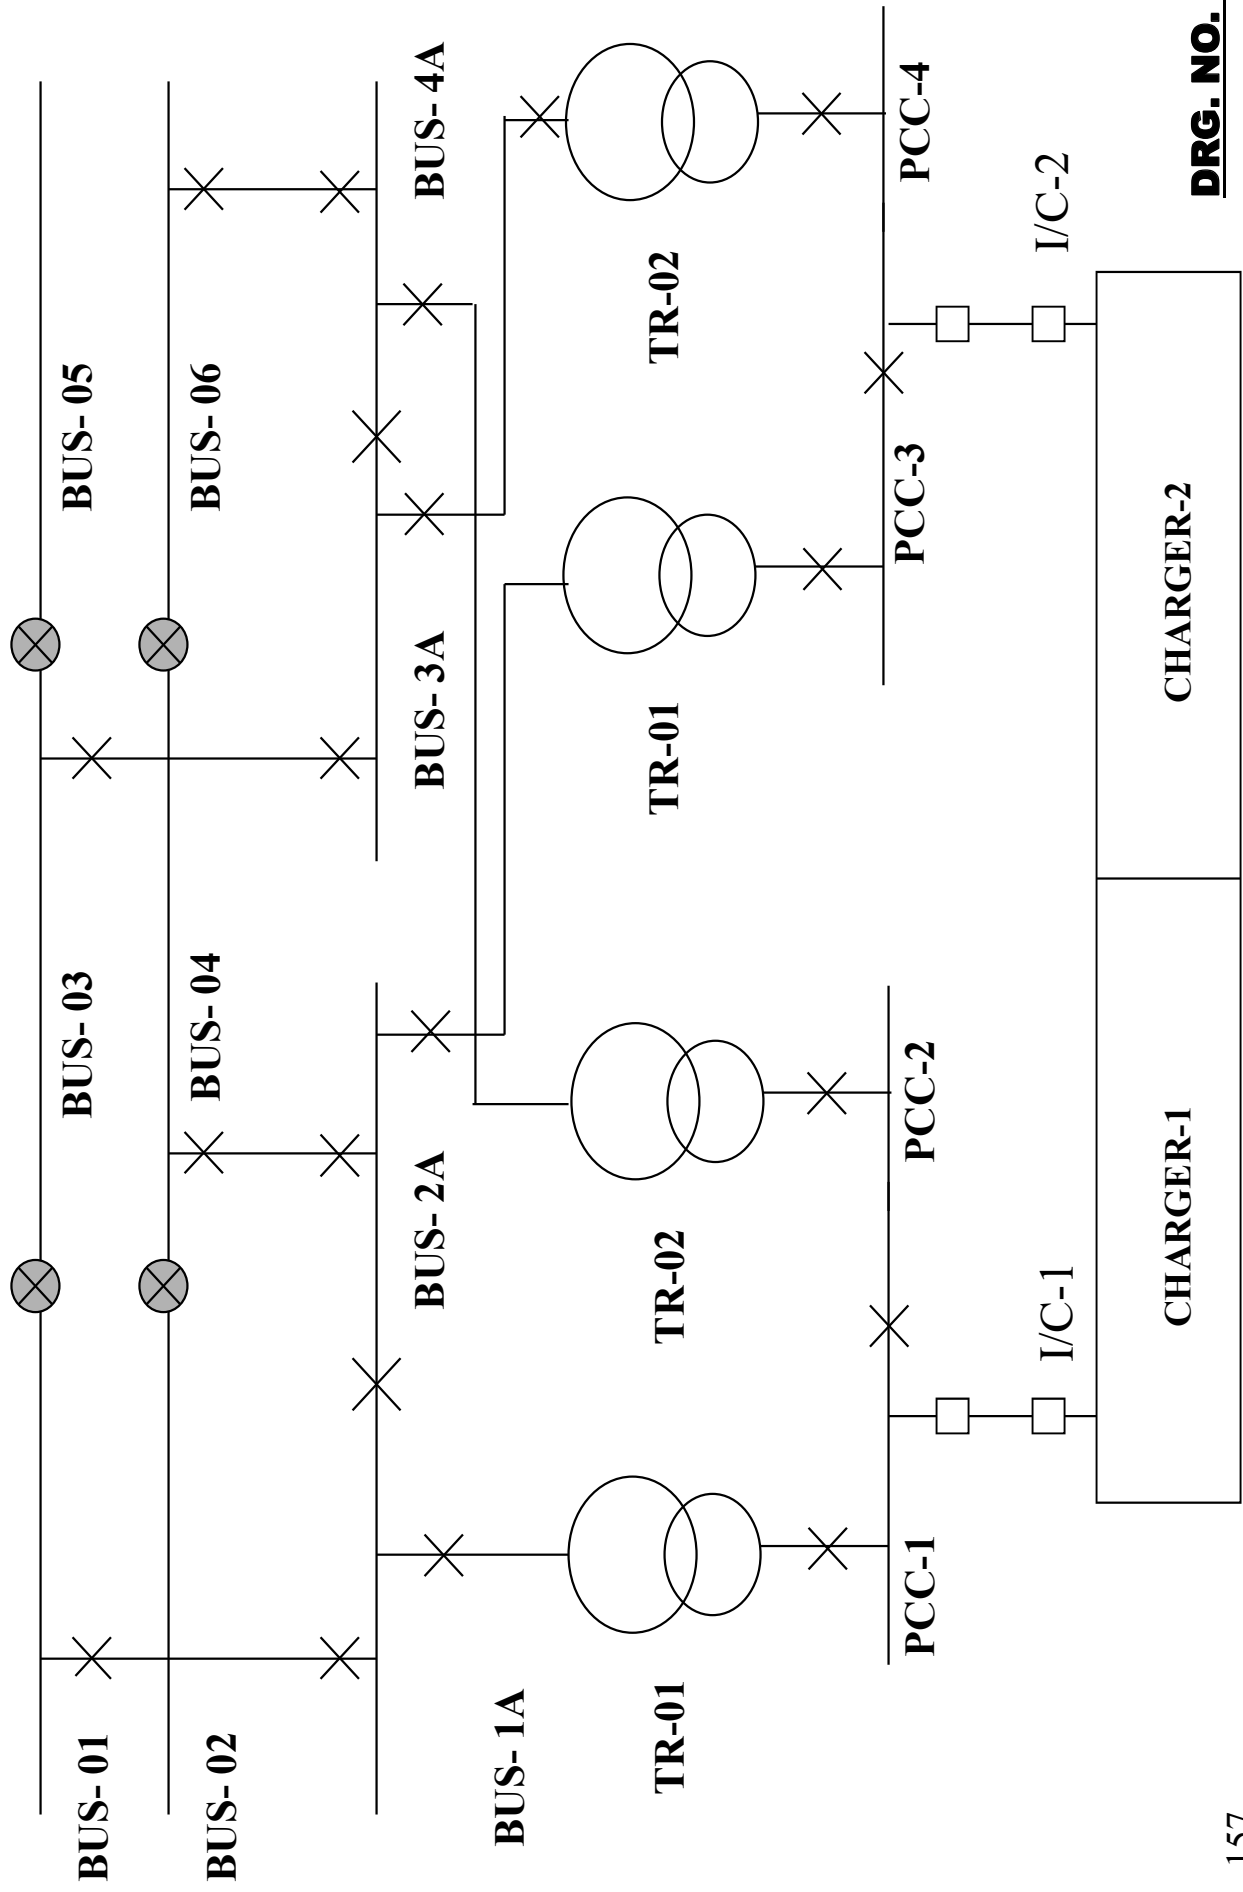 BUS- 01
BUS- 03
BUS- 05
BUS- 02
BUS- 04
BUS- 06
BUS- 2A
BUS- 3A
BUS- 4A
BUS- 1A
TR-01
TR-02
TR-01
TR-02
PCC-1
PCC-2
PCC-3
PCC-4
I/C-1
I/C-2
CHARGER-1
CHARGER-2
DRG. NO.
157